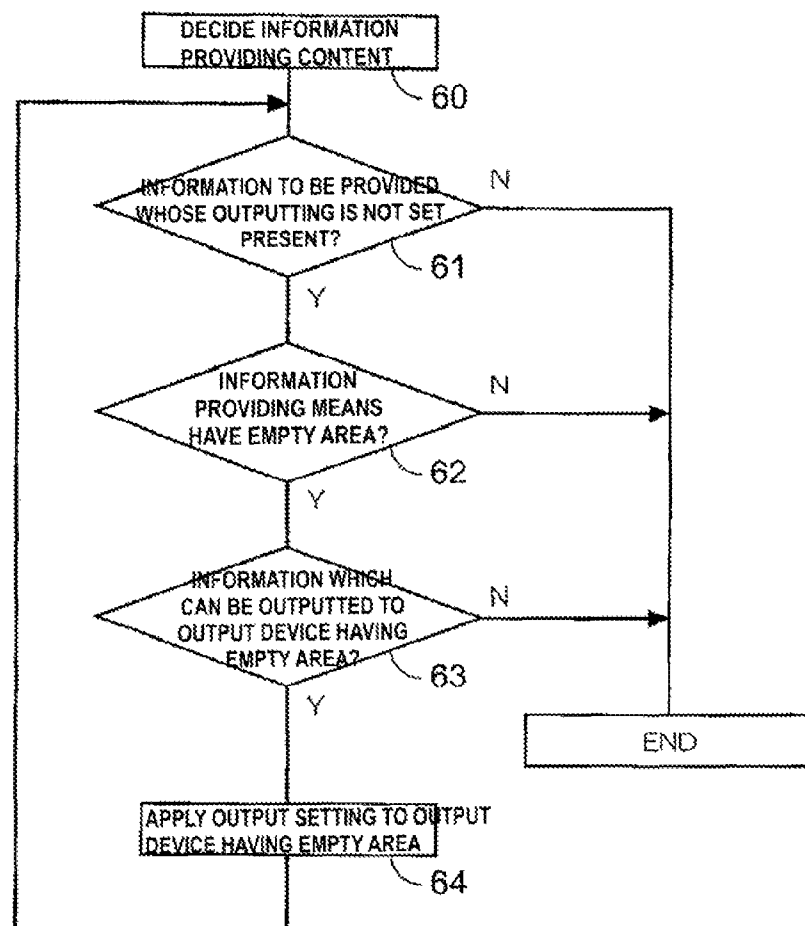 DECIDE INFORMATION
PROVIDING CONTENT
60
INFORMATION TO BE PROVIDED
WHOSE OUTPUTTING IS NOT SET
PRESENT?
N
61
Y
INFORMATION
PROVIDING MEANS
HAVE EMPTY AREA?
N
62
Y
INFORMATION WHICH
CAN BE OUTPUTTED TO
OUTPUT DEVICE HAVING
EMPTY AREA?
N
63
Y
END
APPLY OUTPUT SETTING TO OUTPUT
DEVICE HAVING EMPTY AREA
64